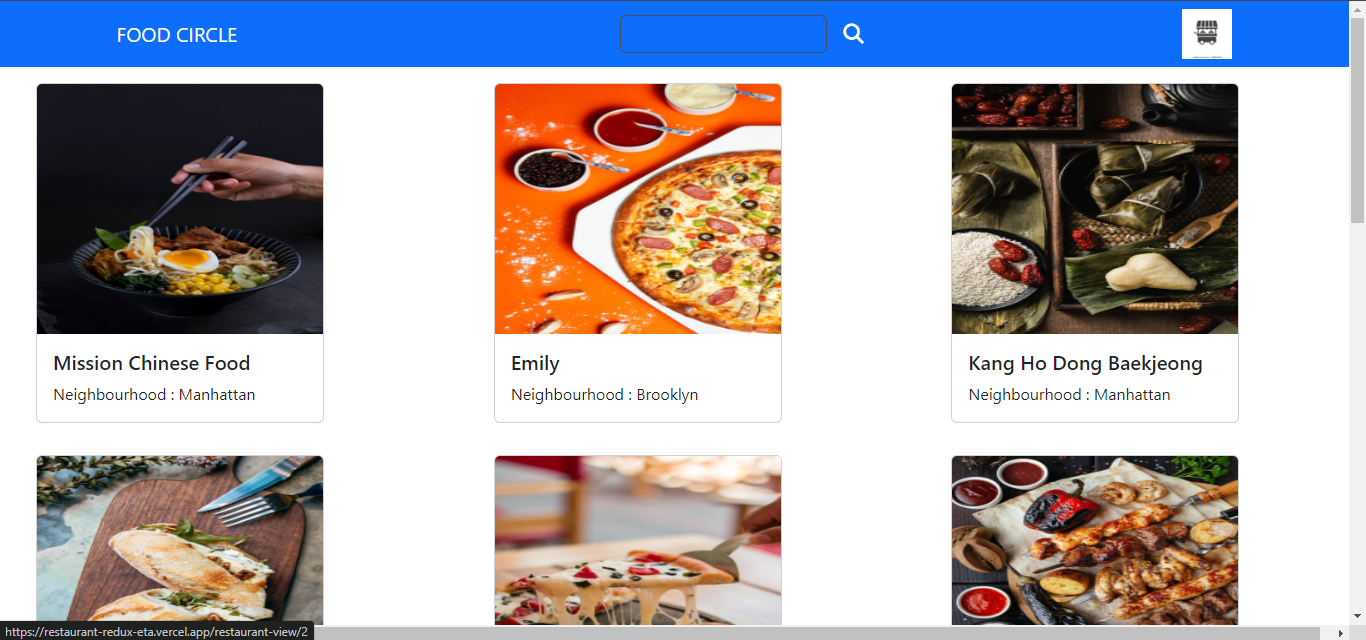 FOOD CIRCLE
Mission Chinese Food
Neighbourhood : Manhattan
Emily
Neighbourhood : Brooklyn
Kang Ho Dong Baekjeong
Neighbourhood : Manhattan
https://restaurant-redux-eta.vercel.app/restaurant-view/2